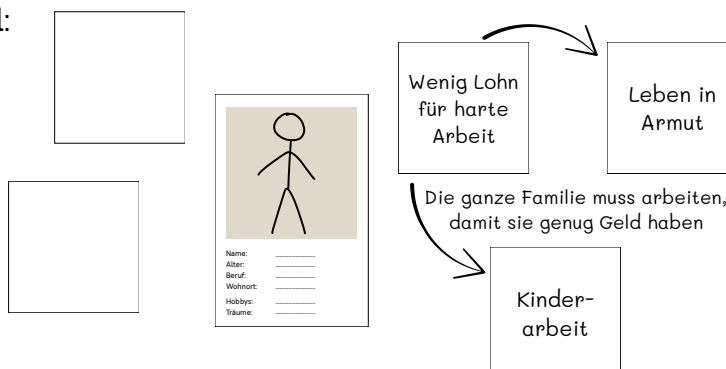 Wenig Lohn
für harte
Arbeit
Leben in
Armut
Die ganze Familie muss arbeiten,
damit sie genug Geld haben
Kinder-
arbeit
Name:
Alter:
Beruf:
Wohnort:
Hobbys:
Träume: